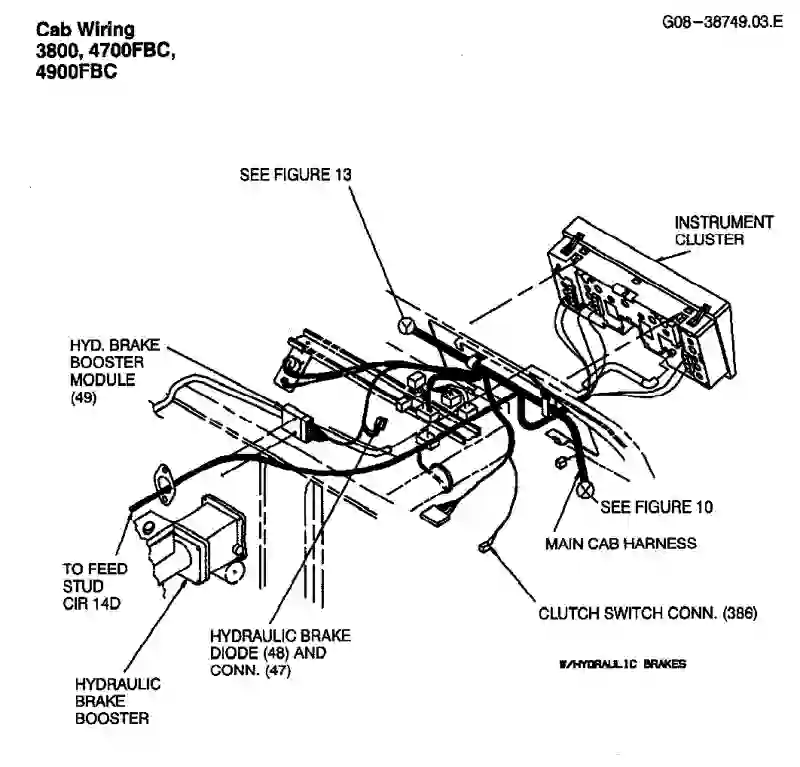 Cab Wiring
3800, 4700FBC,
4900FBC
G08-38749.03.E
SEE FIGURE 13
INSTRUMENT
CLUSTER
HYD. BRAKE
BOOSTER
MODULE
(49)
SEE FIGURE 10
MAIN CAB HARNESS
TO FEED
STUD
CIR 14D
CLUTCH SWITCH CONN. (386)
HYDRAULIC BRAKE
DIODE (48) AND
CONN. (47)
W/HYDRAULIC BRAKES
HYDRAULIC
BRAKE
BOOSTER